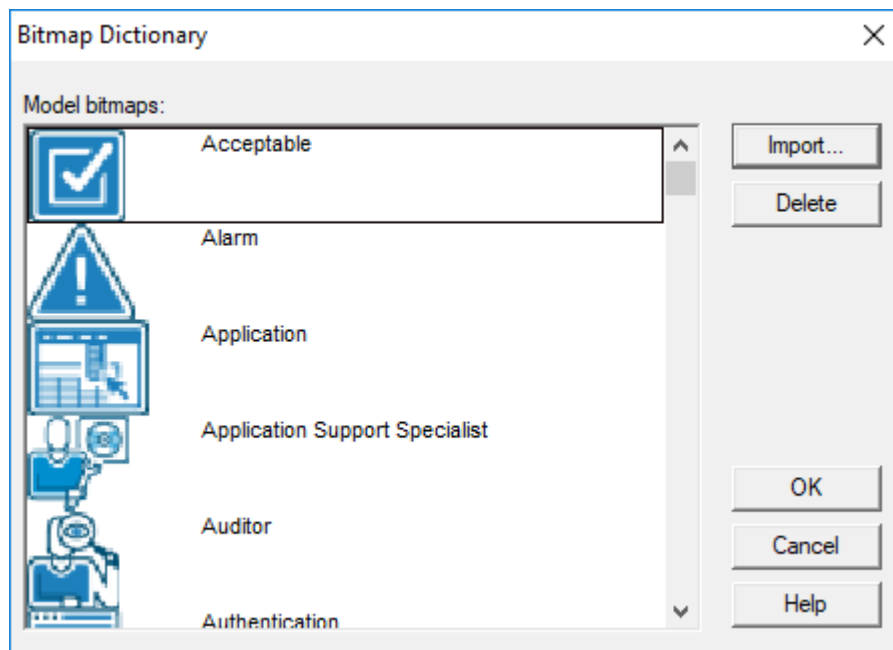 Bitmap Dictionary
Model bitmaps:
Acceptable
Import...
Delete
Alarm
Application
Application Support Specialist
OK
Auditor
Cancel
Help
Authentication